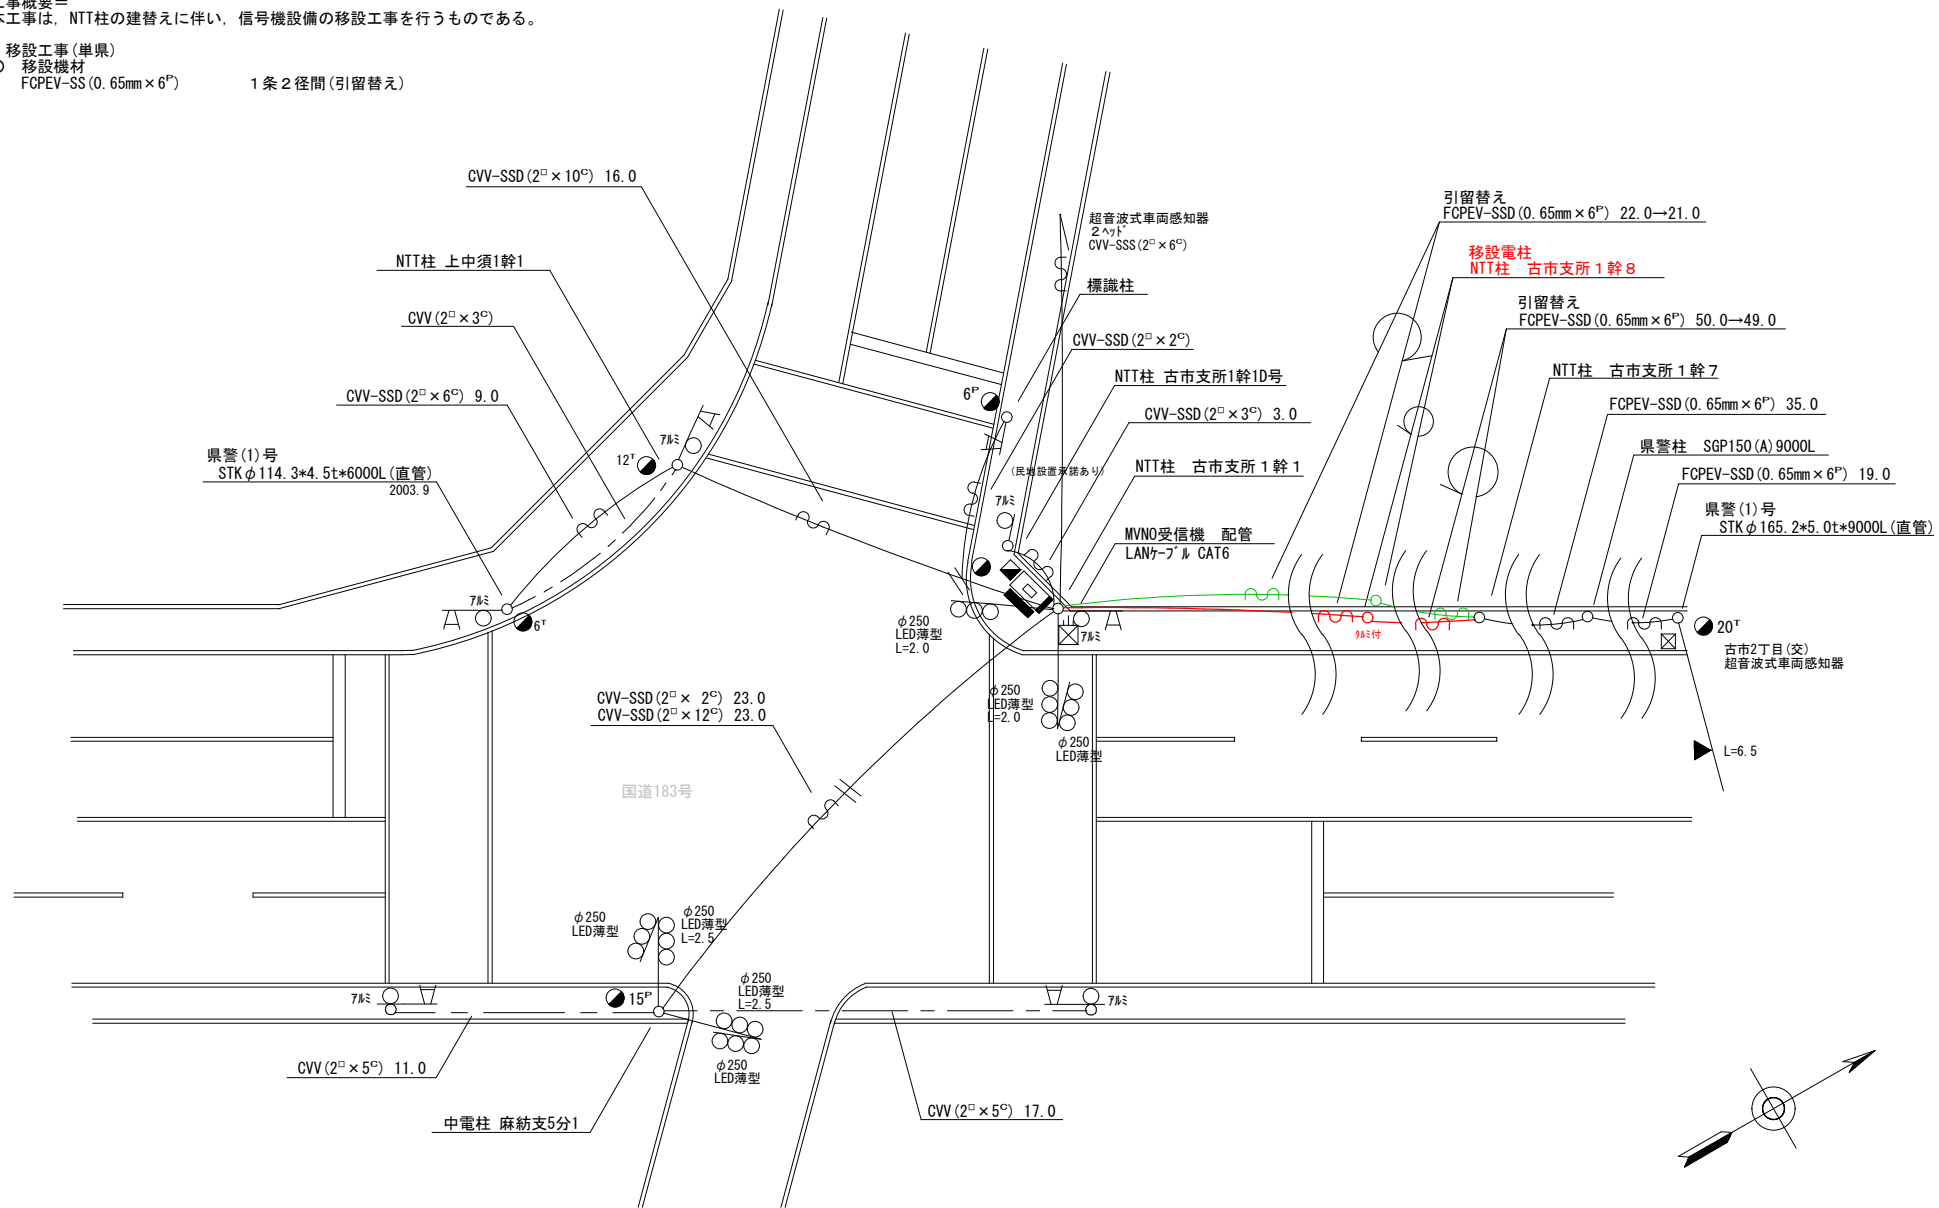 工事概要=
本工事は，NTT柱の建替えに伴い，信号機設備の移設工事を行うものである。
移設工事(単県)
移設機材
FCPEV-SS(0.65mm×6P) 1条2径間(引留替え)
CVV-SSD(2□×10C) 16.0
NTT柱 上中須1幹1
CVV(2□×3C)
CVV-SSD(2□×6C) 9.0
県警(1)号
STKφ114.3*4.5t*6000L(直管)
2003.9
アルミ
12T
アルミ
6T
超音波式車両感知器
2ヘッド
CVV-SSS(2□×6C)
標識柱
CVV-SSD(2□×2C)
6P
NTT柱 古市支所1幹1D号
CVV-SSD(2□×3C) 3.0
(民地設置承諾あり)
NTT柱 古市支所1幹1
アルミ
MVNO受信機 配管
LANケーブル CAT6
引留替え
FCPEV-SSD(0.65mm×6P) 22.0→21.0
移設電柱
NTT柱 古市支所1幹8
引留替え
FCPEV-SSD(0.65mm×6P) 50.0→49.0
NTT柱 古市支所1幹7
FCPEV-SSD(0.65mm×6P) 35.0
県警柱 SGP150(A)9000L
FCPEV-SSD(0.65mm×6P) 19.0
県警(1)号
STKφ165.2*5.0t*9000L(直管)
φ250
LED薄型
L=2.0
アルミ
タルミ付
20T
古市2丁目(交)
超音波式車両感知器
L=6.5
φ250
LED薄型
L=2.0
φ250
LED薄型
CVV-SSD(2□× 2C) 23.0
CVV-SSD(2□×12C) 23.0
国道183号
φ250
LED薄型
φ250
LED薄型
L=2.5
φ250
LED薄型
L=2.5
アルミ
15P
アルミ
φ250
LED薄型
CVV(2□×5C) 11.0
中電柱 麻紡支5分1
CVV(2□×5C) 17.0